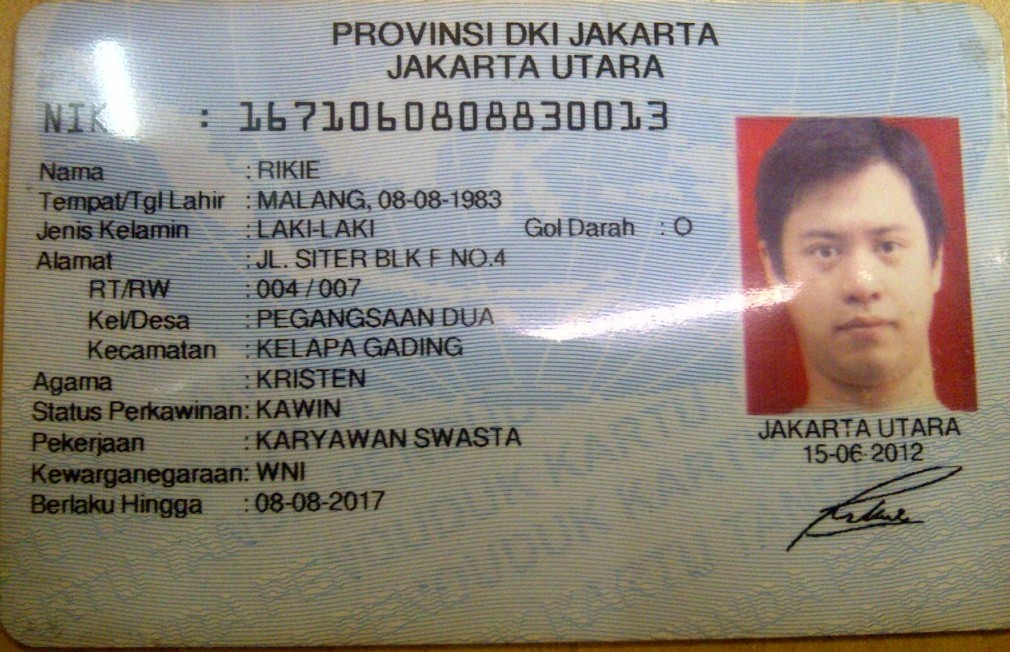 PROVINSI DKI JAKARTA
JAKARTA UTARA
NIK : 1671060808830013
Nama : RIKIE
Tempat/Tgl Lahir : MALANG, 08-08-1983
Jenis Kelamin : LAKI-LAKI Gol Darah : O
Alamat : JL. SITER BLK F NO.4
RT/RW : 004 / 007
Kel/Desa : PEGANGSAAN DUA
Kecamatan : KELAPA GADING
Agama : KRISTEN
Status Perkawinan: KAWIN
Pekerjaan : KARYAWAN SWASTA
Kewarganegaraan: WNI
Berlaku Hingga : 08-08-2017
JAKARTA UTARA
15-06-2012